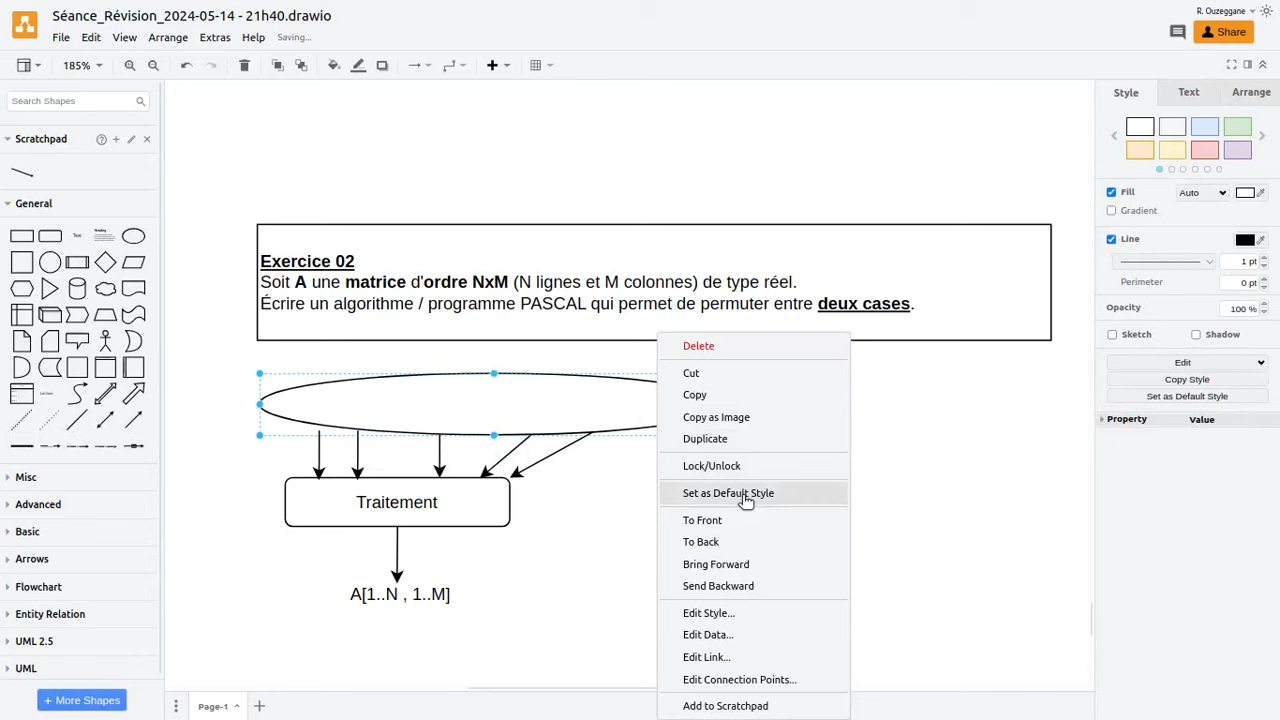 Séance_Révision_2024-05-14 - 21h40.drawio
R. Ouzeggane
File Edit View Arrange Extras Help Saving...
Share
185%
Search Shapes
Scratchpad
General
Text
Heading
List
Misc
Advanced
Basic
Arrows
Flowchart
Entity Relation
UML 2.5
UML
+ More Shapes
Exercice 02
Soit A une matrice d'ordre NxM (N lignes et M colonnes) de type réel.
Écrire un algorithme / programme PASCAL qui permet de permuter entre deux cases.
Traitement
A[1..N , 1..M]
Delete
Cut
Copy
Copy as Image
Duplicate
Lock/Unlock
Set as Default Style
To Front
To Back
Bring Forward
Send Backward
Edit Style...
Edit Data...
Edit Link...
Edit Connection Points...
Add to Scratchpad
Page-1
Style Text Arrange
Fill Auto
Gradient
Line
1 pt
Perimeter 0 pt
Opacity 100 %
Sketch Shadow
Edit
Copy Style
Set as Default Style
Property Value